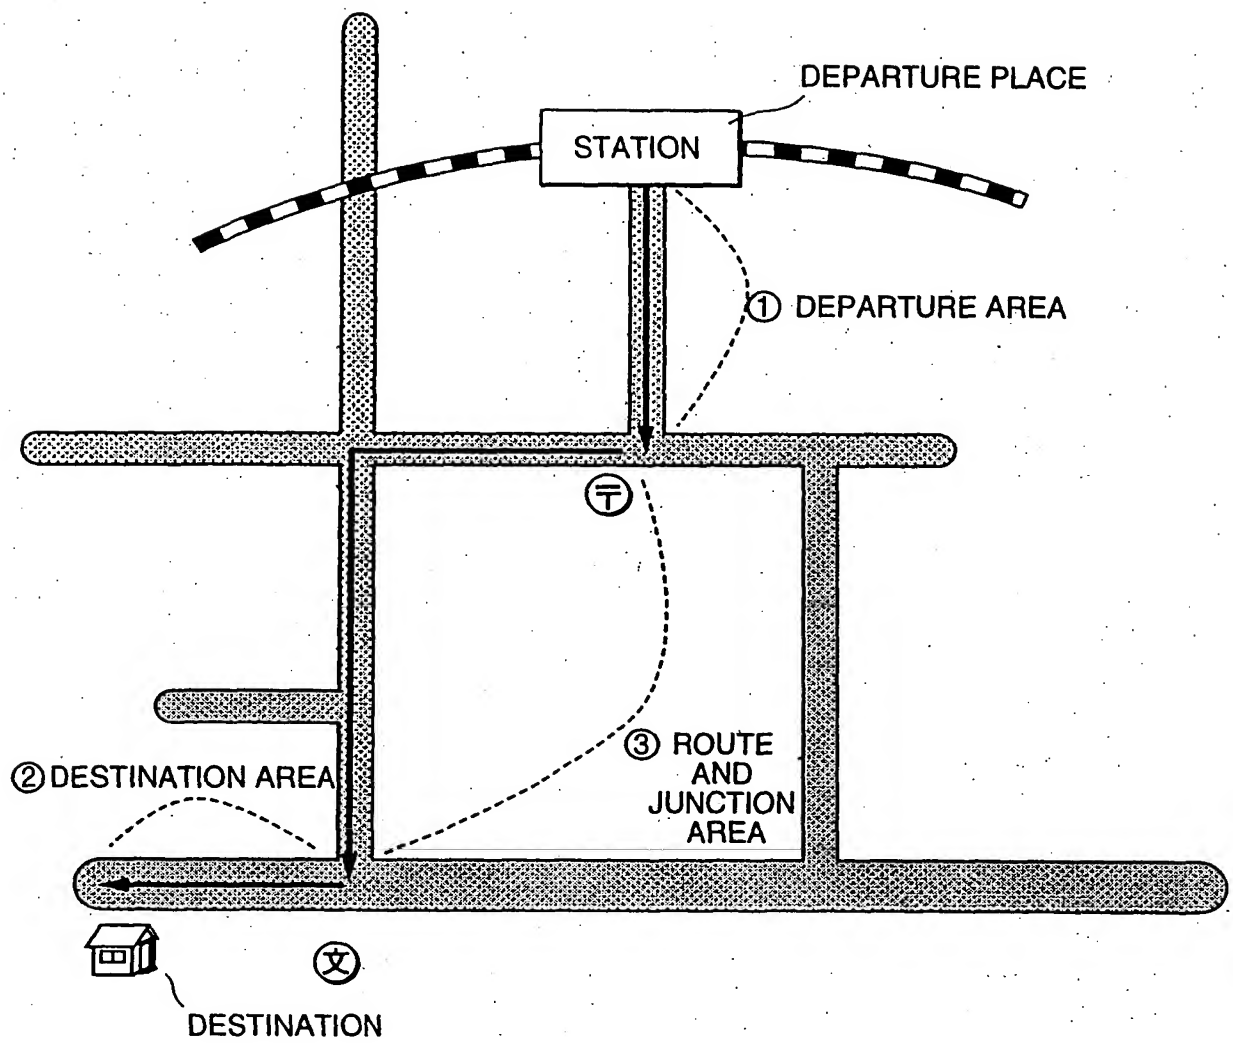 DEPARTURE PLACE
STATION
① DEPARTURE AREA
〒
③ ROUTE
AND
JUNCTION
AREA
② DESTINATION AREA
文
DESTINATION